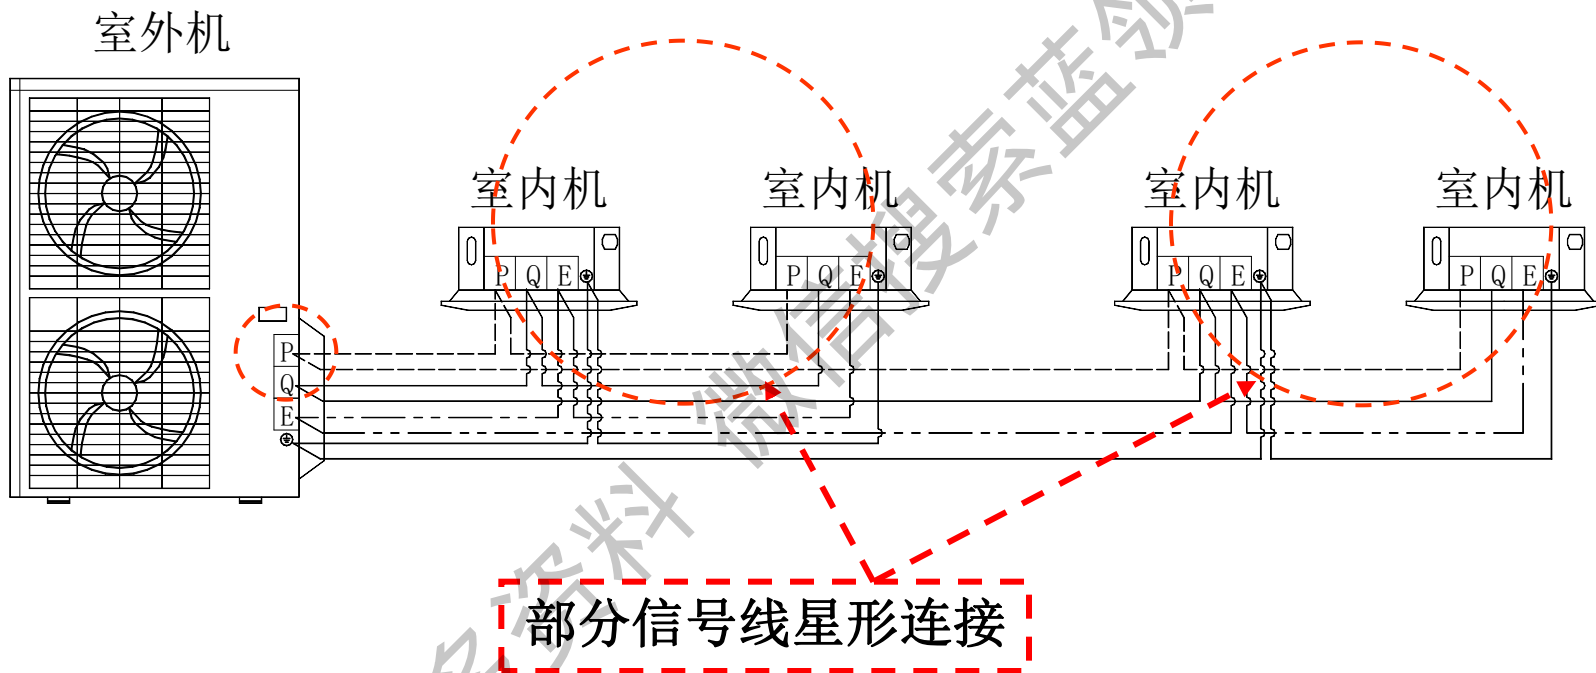 室外机
室内机 室内机 室内机 室内机
P Q E P Q E P Q E P Q E
P
Q
E
部分信号线星形连接
多资料 微信搜索蓝领